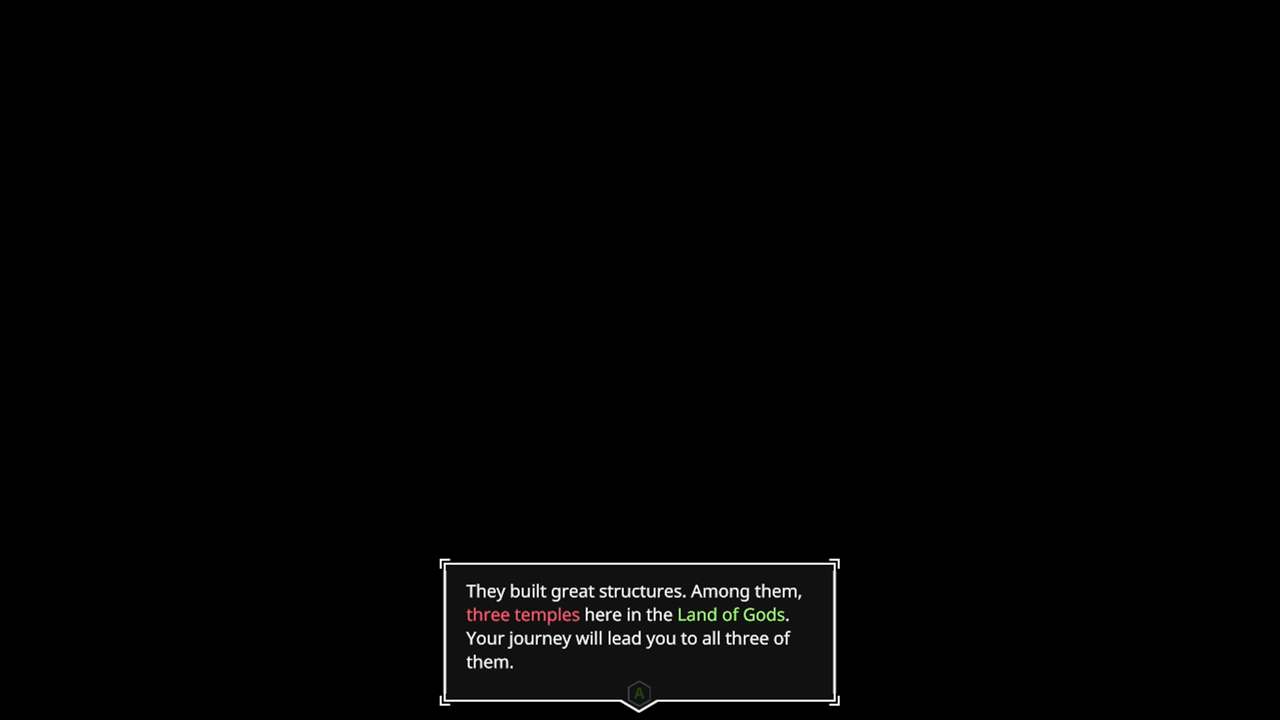 They built great structures. Among them,
three temples here in the Land of Gods.
Your journey will lead you to all three of
them.
A